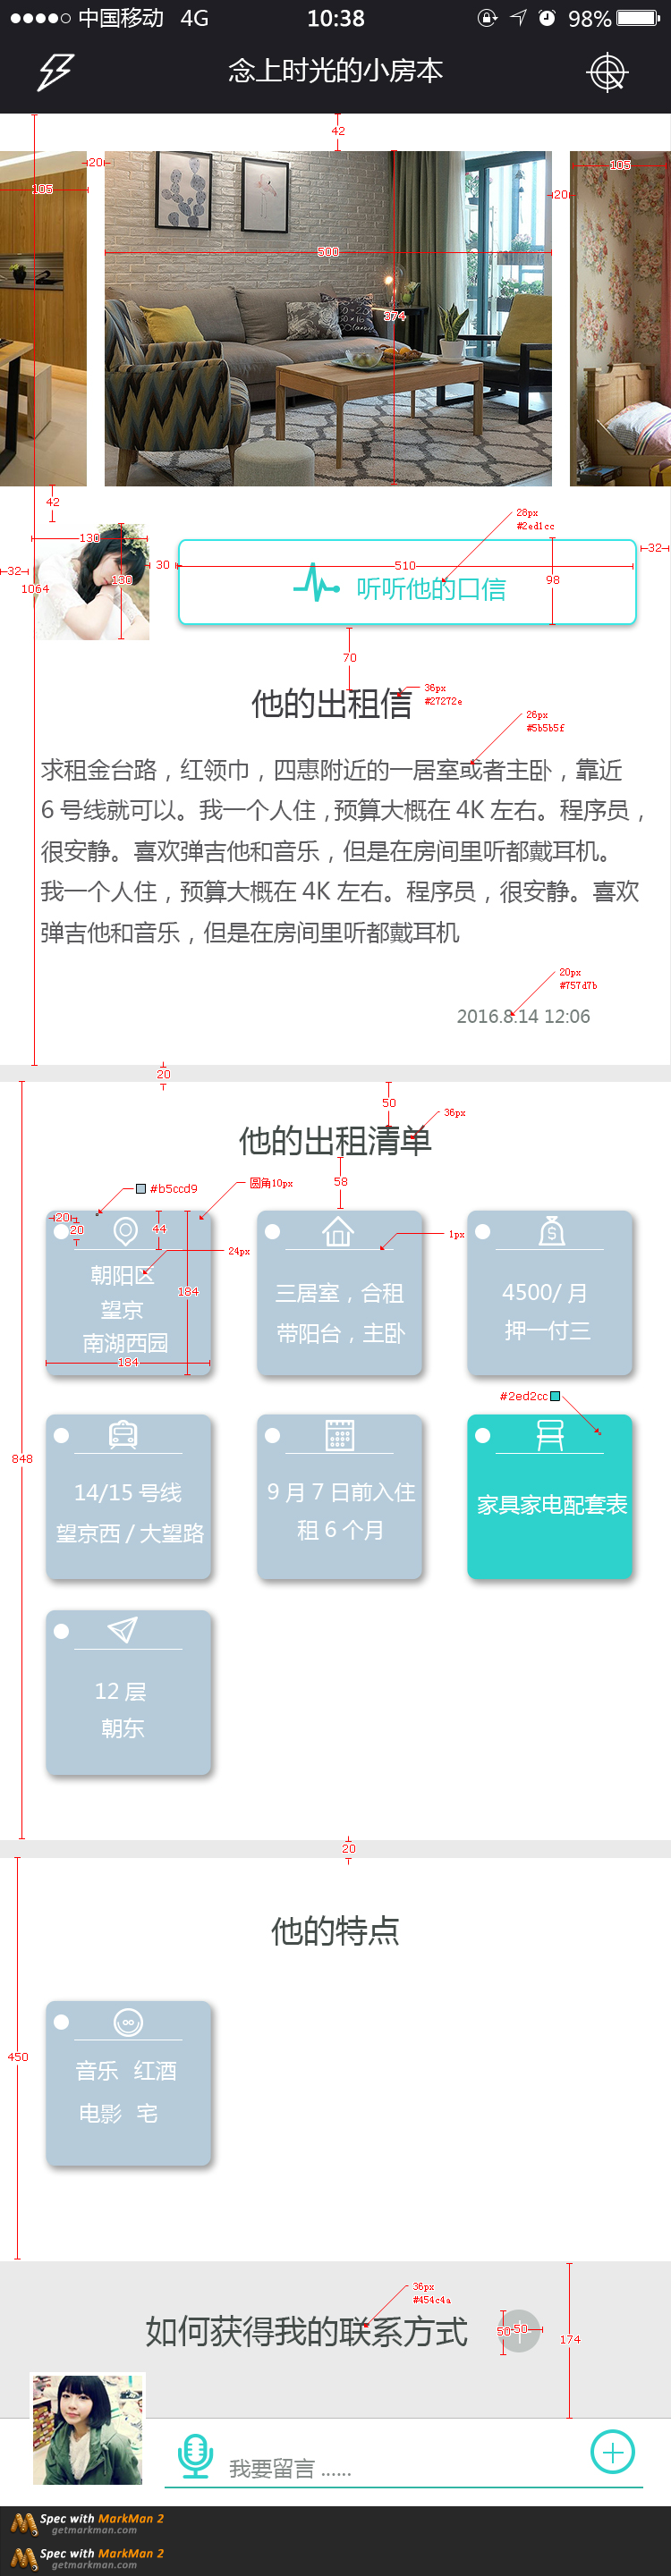 中国移动 4G 10:38 98%
念上时光的小房本
42
20
105
105
20
500
374
42
28px
#2ed1cc
130
32
30
510
32
130
98
1064
听听他的口信
70
他的出租信
36px
#27272e
26px
#5b5b5f
求租金台路，红领巾，四惠附近的一居室或者主卧，靠近
6 号线就可以。我一个人住，预算大概在 4K 左右。程序员，
很安静。喜欢弹吉他和音乐，但是在房间里听都戴耳机。
我一个人住，预算大概在 4K 左右。程序员，很安静。喜欢
弹吉他和音乐，但是在房间里听都戴耳机
20px
#757d7b
2016.8.14 12:06
20
50
36px
他的出租清单
58
#b5ccd9
圆角10px
20
20
44
24px
1px
184
184
朝阳区
望京
南湖西园
三居室，合租
带阳台，主卧
4500/ 月
押一付三
#2ed2cc
848
14/15 号线
望京西 / 大望路
9 月 7 日前入住
租 6 个月
家具家电配套表
12 层
朝东
20
他的特点
450
音乐 红酒
电影 宅
36px
#454c4a
如何获得我的联系方式
50
50
174
我要留言 ......
Spec with MarkMan 2
getmarkman.com
Spec with MarkMan 2
getmarkman.com